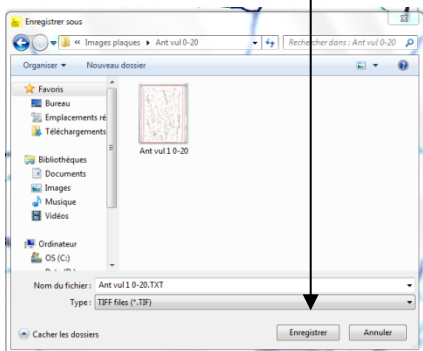 Enregistrer sous
« Images plaques ▸ Ant vul 0-20
Rechercher dans : Ant vul 0-20
Organiser
Nouveau dossier
Favoris
Bureau
Emplacements ré
Téléchargements
Bibliothèques
Documents
Images
Musique
Vidéos
Ordinateur
OS (C:)
Ant vul 1 0-20
Nom du fichier : Ant vul 1 0-20.TXT
Type : TIFF files (*.TIF)
Cacher les dossiers
Enregistrer
Annuler